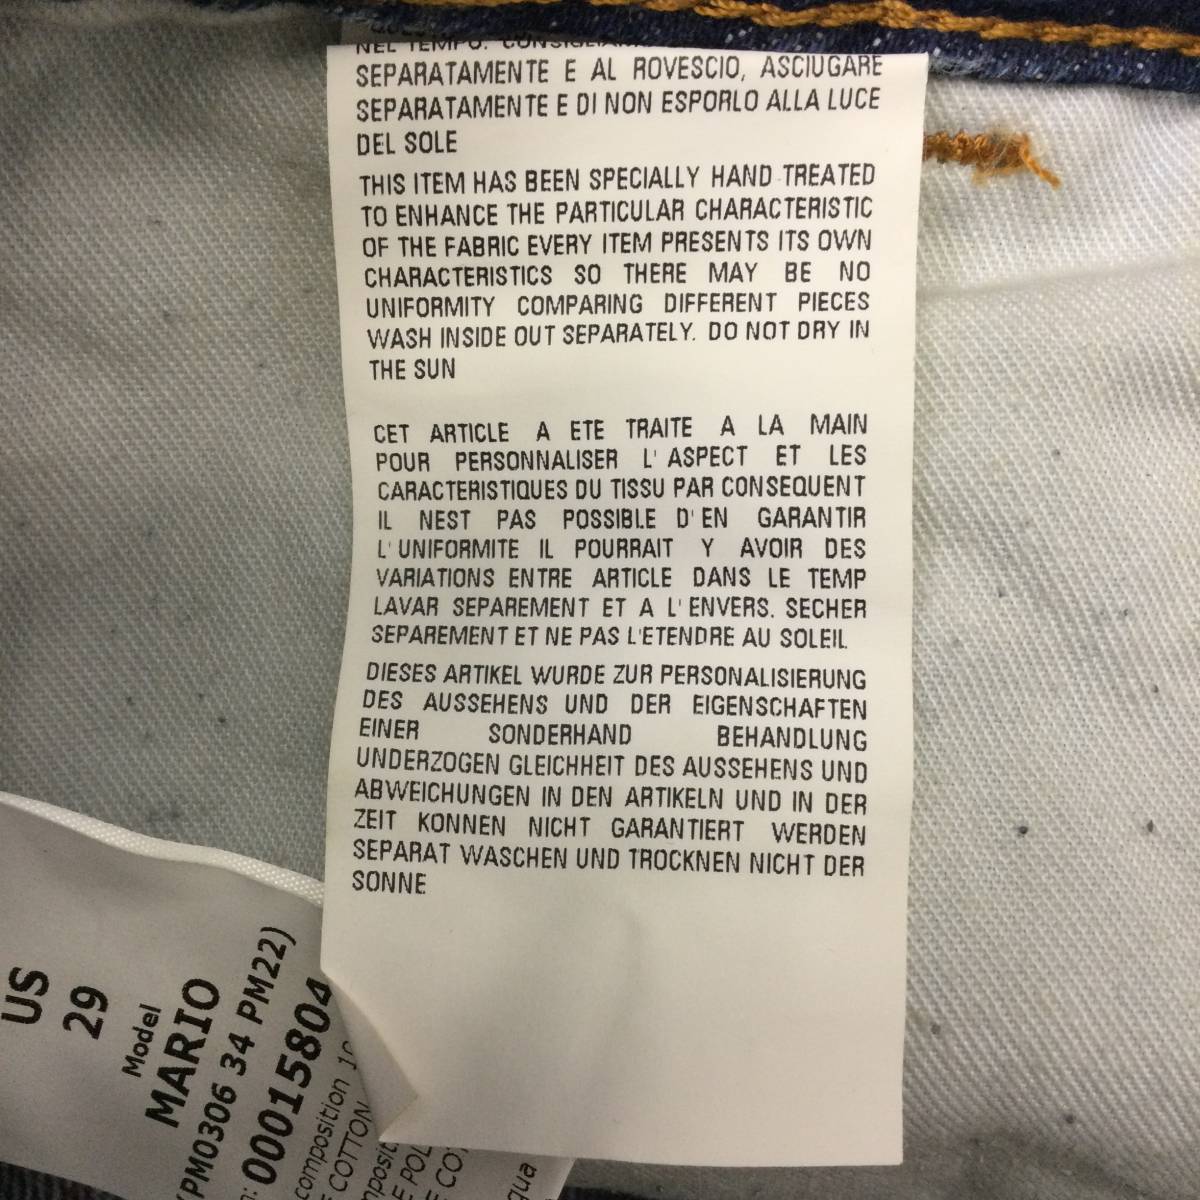 NEL TEMPO.
SEPARATAMENTE E AL ROVESCIO, ASCIUGARE
SEPARATAMENTE E DI NON ESPORLO ALLA LUCE
DEL SOLE
THIS ITEM HAS BEEN SPECIALLY HAND TREATED
TO ENHANCE THE PARTICULAR CHARACTERISTIC
OF THE FABRIC EVERY ITEM PRESENTS ITS OWN
CHARACTERISTICS SO THERE MAY BE NO
UNIFORMITY COMPARING DIFFERENT PIECES
WASH INSIDE OUT SEPARATELY. DO NOT DRY IN
THE SUN
CET ARTICLE A ETE TRAITE A LA MAIN
POUR PERSONNALISER L' ASPECT ET LES
CARACTERISTIQUES DU TISSU PAR CONSEQUENT
IL NEST PAS POSSIBLE D' EN GARANTIR
L' UNIFORMITE IL POURRAIT Y AVOIR DES
VARIATIONS ENTRE ARTICLE DANS LE TEMP
LAVAR SEPAREMENT ET A L' ENVERS. SECHER
SEPAREMENT ET NE PAS L'ETENDRE AU SOLEIL
DIESES ARTIKEL WURDE ZUR PERSONALISIERUNG
DES AUSSEHENS UND DER EIGENSCHAFTEN
EINER SONDERHAND BEHANDLUNG
UNDERZOGEN GLEICHHEIT DES AUSSEHENS UND
ABWEICHUNGEN IN DEN ARTIKELN UND IN DER
ZEIT KONNEN NICHT GARANTIERT WERDEN
SEPARAT WASCHEN UND TROCKNEN NICHT DER
SONNE
US
29
Model
MARIO
(PM0306 34 PM22)
00015804
composition
COTTON